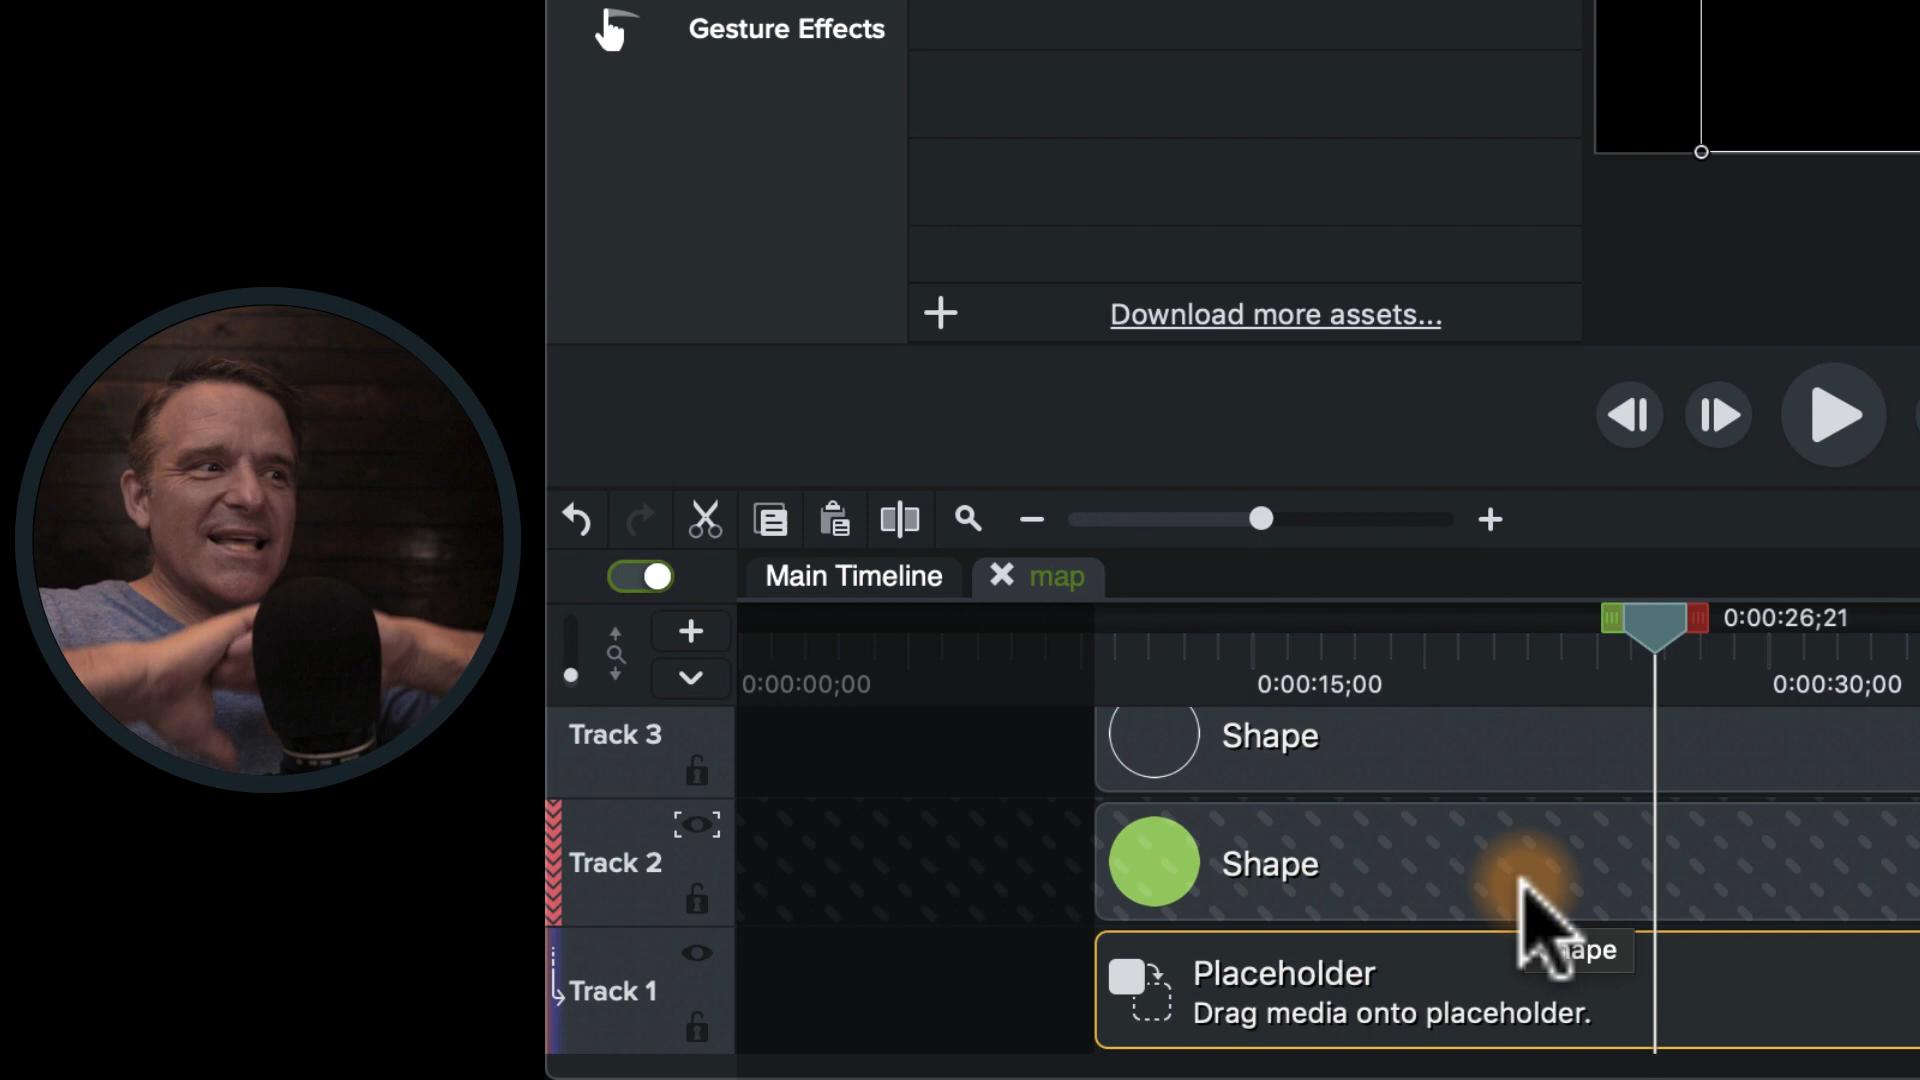 Gesture Effects
Download more assets...
Main Timeline
map
0:00:26;21
0:00:00;00
0:00:15;00
0:00:30;00
Track 3
Shape
Track 2
Shape
Track 1
Placeholder
Drag media onto placeholder.